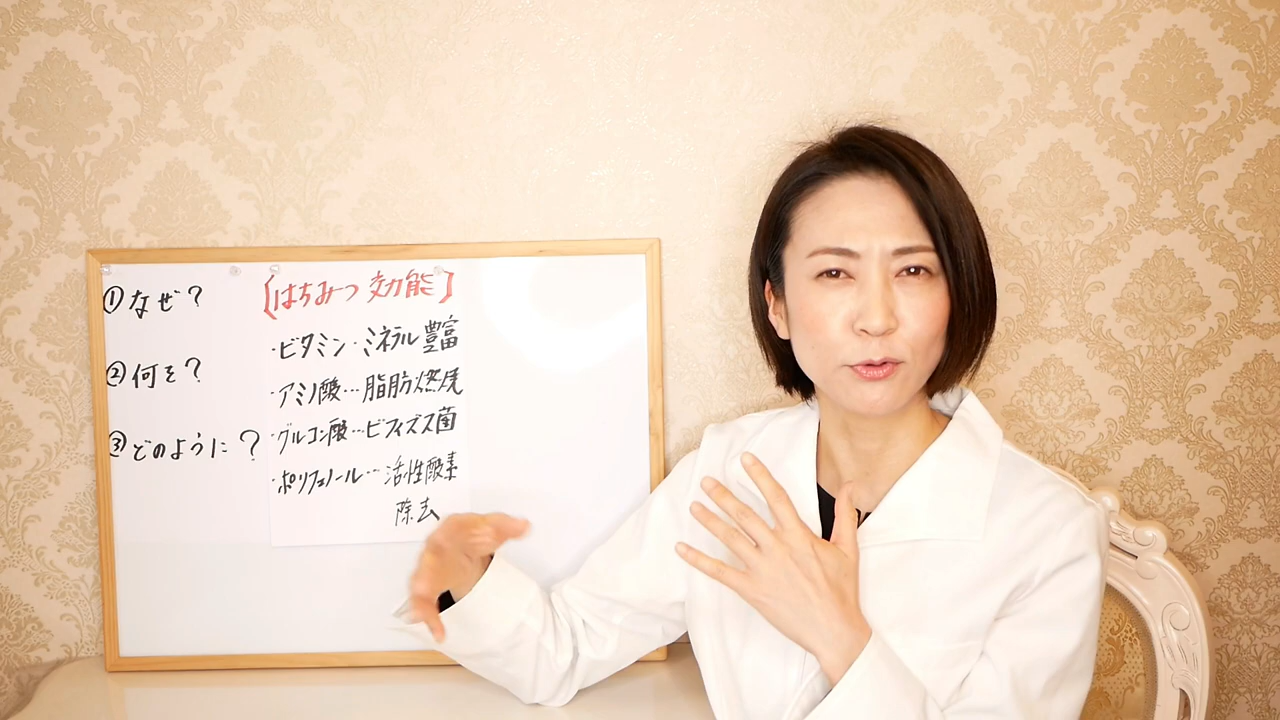 ①なぜ？
②何を？
③どのように？
【はちみつ効能】
・ビタミン・ミネラル豊富
・アミノ酸…脂肪燃焼
・グルコン酸…ビフィズス菌
・ポリフェノール…活性酸素
除去